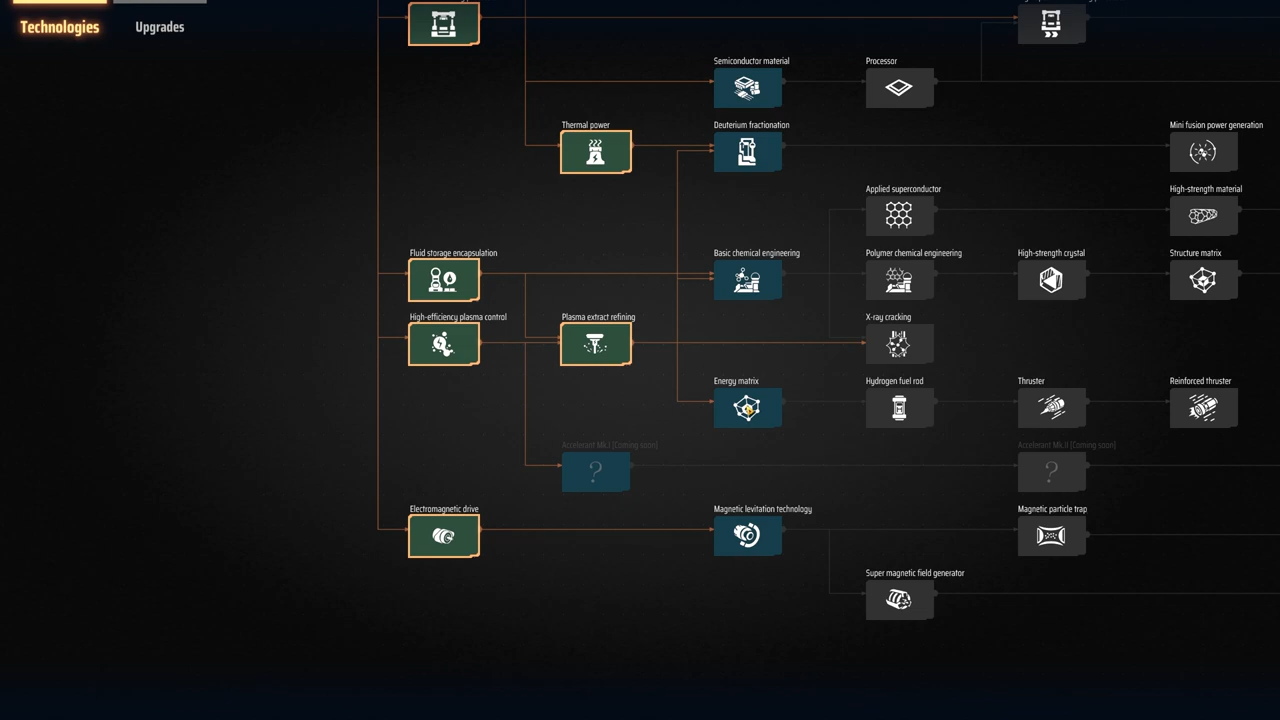 Technologies
Upgrades
Semiconductor material
Processor
Thermal power
Deuterium fractionation
Mini fusion power generation
Applied superconductor
High-strength material
Fluid storage encapsulation
Basic chemical engineering
Polymer chemical engineering
High-strength crystal
Structure matrix
High-efficiency plasma control
Plasma extract refining
X-ray cracking
Energy matrix
Hydrogen fuel rod
Thruster
Reinforced thruster
Accelerant Mk.I [Coming soon]
Accelerant Mk.II [Coming soon]
?
?
Electromagnetic drive
Magnetic levitation technology
Magnetic particle trap
Super magnetic field generator